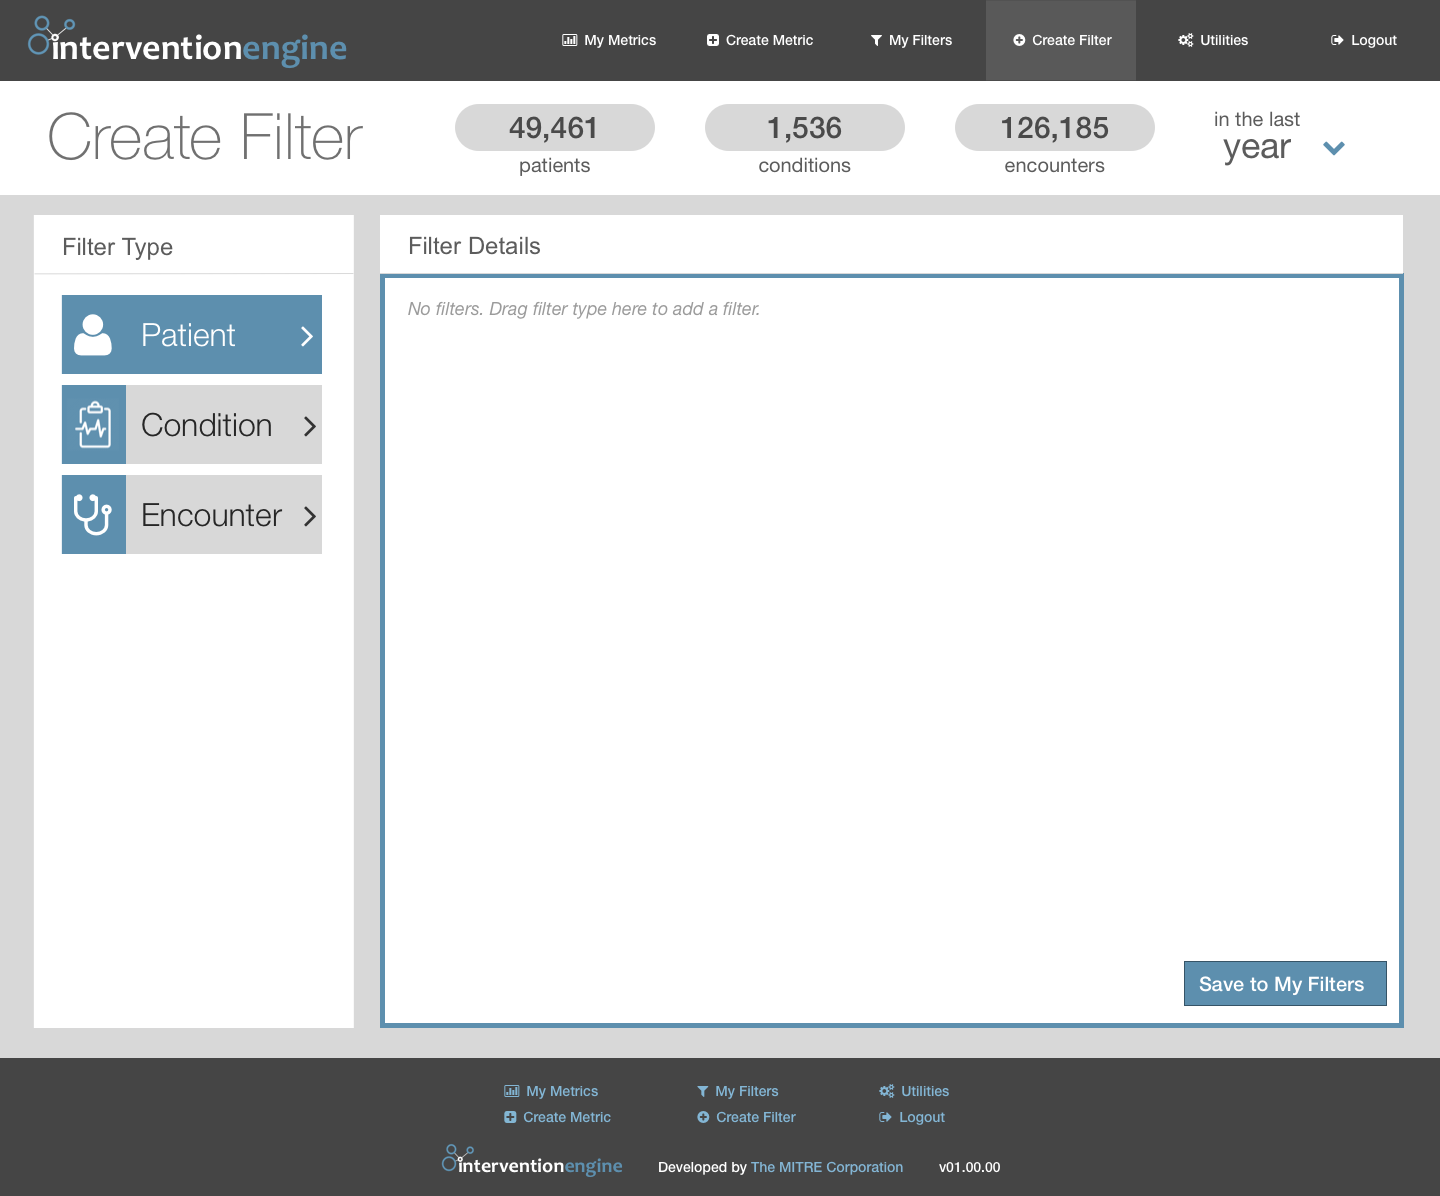 interventionengine
My Metrics
Create Metric
My Filters
Create Filter
Utilities
Logout
Create Filter
49,461
patients
1,536
conditions
126,185
encounters
in the last
year
Filter Type
Patient
Condition
Encounter
Filter Details
No filters. Drag filter type here to add a filter.
Save to My Filters
My Metrics
My Filters
Utilities
Create Metric
Create Filter
Logout
interventionengine
Developed by The MITRE Corporation
v01.00.00